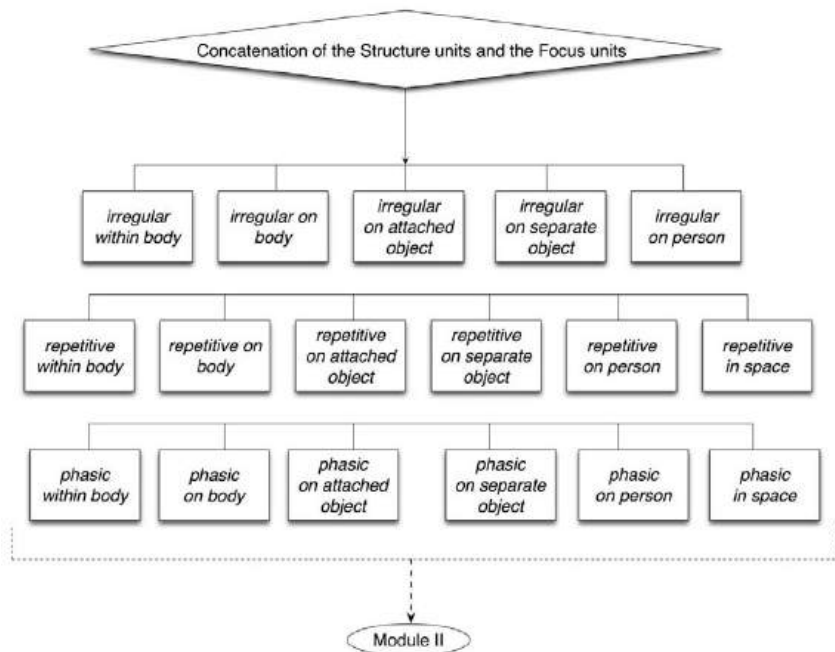 Concatenation of the Structure units and the Focus units
irregular
within body
irregular on
body
irregular
on attached
object
irregular
on separate
object
irregular
on person
repetitive
within body
repetitive on
body
repetitive
on attached
object
repetitive
on separate
object
repetitive
on person
repetitive
in space
phasic
within body
phasic
on body
phasic
on attached
object
phasic
on separate
object
phasic
on person
phasic
in space
Module II